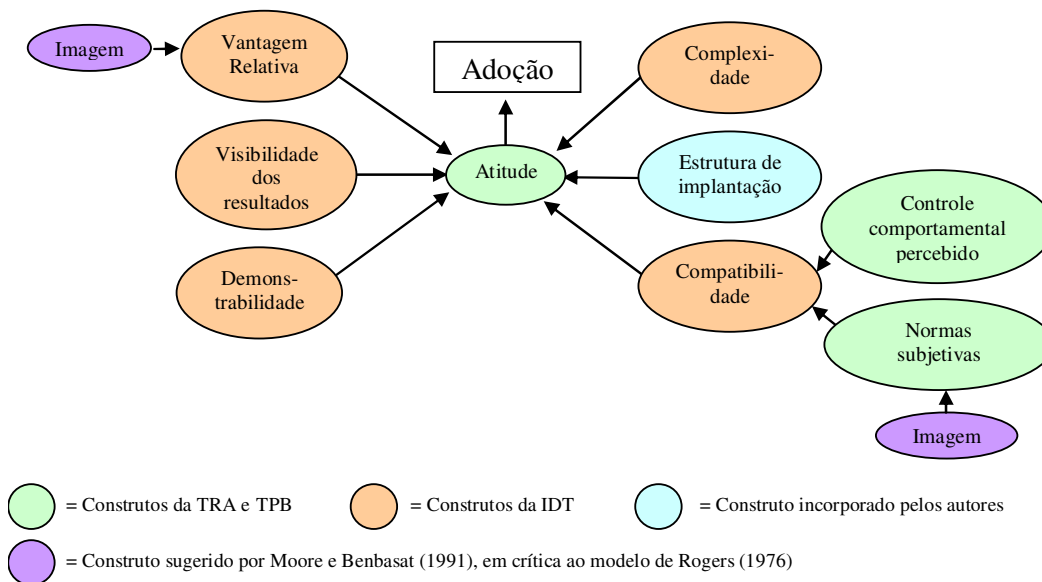 Imagem
Vantagem
Relativa
Adoção
Complexi-
dade
Visibilidade
dos
resultados
Atitude
Estrutura de
implantação
Controle
comportamental
percebido
Demons-
trabilidade
Compatibili-
dade
Normas
subjetivas
Imagem
= Construtos da TRA e TPB
= Construtos da IDT
= Construto incorporado pelos autores
= Construto sugerido por Moore e Benbasat (1991), em crítica ao modelo de Rogers (1976)